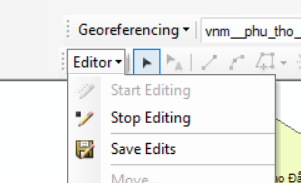 Georeferencing vnm__phu_tho_
Editor
Start Editing
Stop Editing
Save Edits
Move...